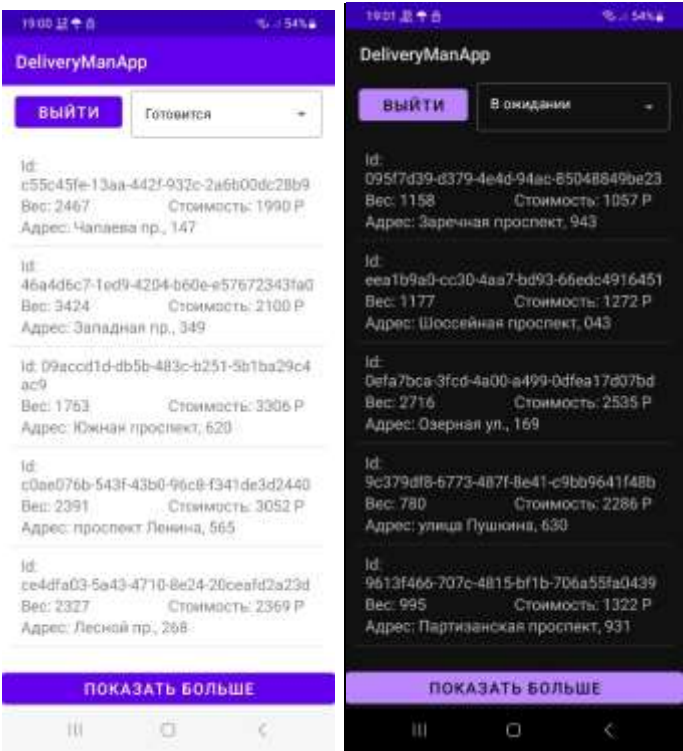 19:00
54%
DeliveryManApp
ВЫЙТИ
Готовится
Id:
c55c45fe-13aa-442f-932c-2a6b00dc28b9
Вес: 2467 Стоимость: 1990 Р
Адрес: Чапаева пр., 147
Id:
46a4d6c7-1ed9-4204-b60e-e57672343fa0
Вес: 3424 Стоимость: 2100 Р
Адрес: Западная пр., 349
Id: 09accd1d-db5b-483c-b251-5b1ba29c4
ac9
Вес: 1763 Стоимость: 3306 Р
Адрес: Южная проспект, 620
Id:
c0ae076b-543f-43b0-96c8-f341de3d2440
Вес: 2391 Стоимость: 3052 Р
Адрес: проспект Ленина, 565
Id:
ce4dfa03-5a43-4710-8e24-20ceafd2a23d
Вес: 2327 Стоимость: 2369 Р
Адрес: Лесной пр., 268
ПОКАЗАТЬ БОЛЬШЕ
19:01
54%
DeliveryManApp
ВЫЙТИ
В ожидании
Id:
095f7d39-d379-4e4d-94ac-85048849be23
Вес: 1158 Стоимость: 1057 Р
Адрес: Заречная проспект, 943
Id:
eea1b9a0-cc30-4aa7-bd93-66edc4916451
Вес: 1177 Стоимость: 1272 Р
Адрес: Шоссейная проспект, 043
Id:
0efa7bca-3fcd-4a00-a499-0dfea17d07bd
Вес: 2716 Стоимость: 2535 Р
Адрес: Озерная ул., 169
Id:
9c379df8-6773-487f-8e41-c9bb9641f48b
Вес: 780 Стоимость: 2286 Р
Адрес: улица Пушкина, 630
Id:
9613f466-707c-4815-bf1b-706a55fa0439
Вес: 995 Стоимость: 1322 Р
Адрес: Партизанская проспект, 931
ПОКАЗАТЬ БОЛЬШЕ